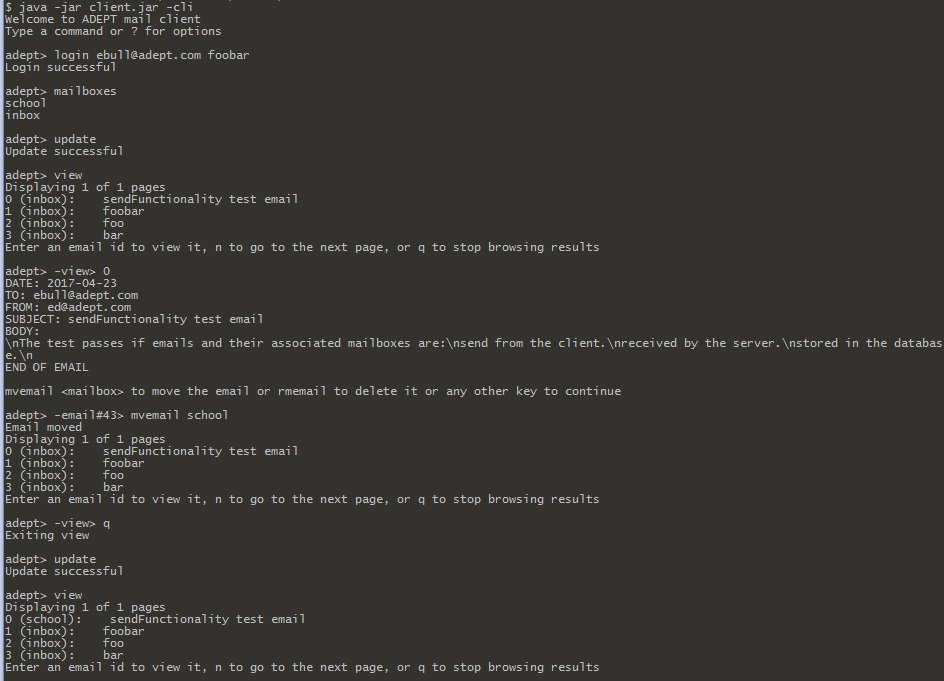 $ java -jar client.jar -cli
Welcome to ADEPT mail client
Type a command or ? for options
adept> login ebull@adept.com foobar
Login successful
adept> mailboxes
school
inbox
adept> update
Update successful
adept> view
Displaying 1 of 1 pages
0 (inbox):    sendFunctionality test email
1 (inbox):    foobar
2 (inbox):    foo
3 (inbox):    bar
Enter an email id to view it, n to go to the next page, or q to stop browsing results
adept> -view> 0
DATE: 2017-04-23
TO: ebull@adept.com
FROM: ed@adept.com
SUBJECT: sendFunctionality test email
BODY:
\nThe test passes if emails and their associated mailboxes are:\nsend from the client.\nreceived by the server.\nstored in the databas
e.\n
END OF EMAIL
mvemail <mailbox> to move the email or rmemail to delete it or any other key to continue
adept> -email#43> mvemail school
Email moved
Displaying 1 of 1 pages
0 (inbox):    sendFunctionality test email
1 (inbox):    foobar
2 (inbox):    foo
3 (inbox):    bar
Enter an email id to view it, n to go to the next page, or q to stop browsing results
adept> -view> q
Exiting view
adept> update
Update successful
adept> view
Displaying 1 of 1 pages
0 (school):    sendFunctionality test email
1 (inbox):    foobar
2 (inbox):    foo
3 (inbox):    bar
Enter an email id to view it, n to go to the next page, or q to stop browsing results